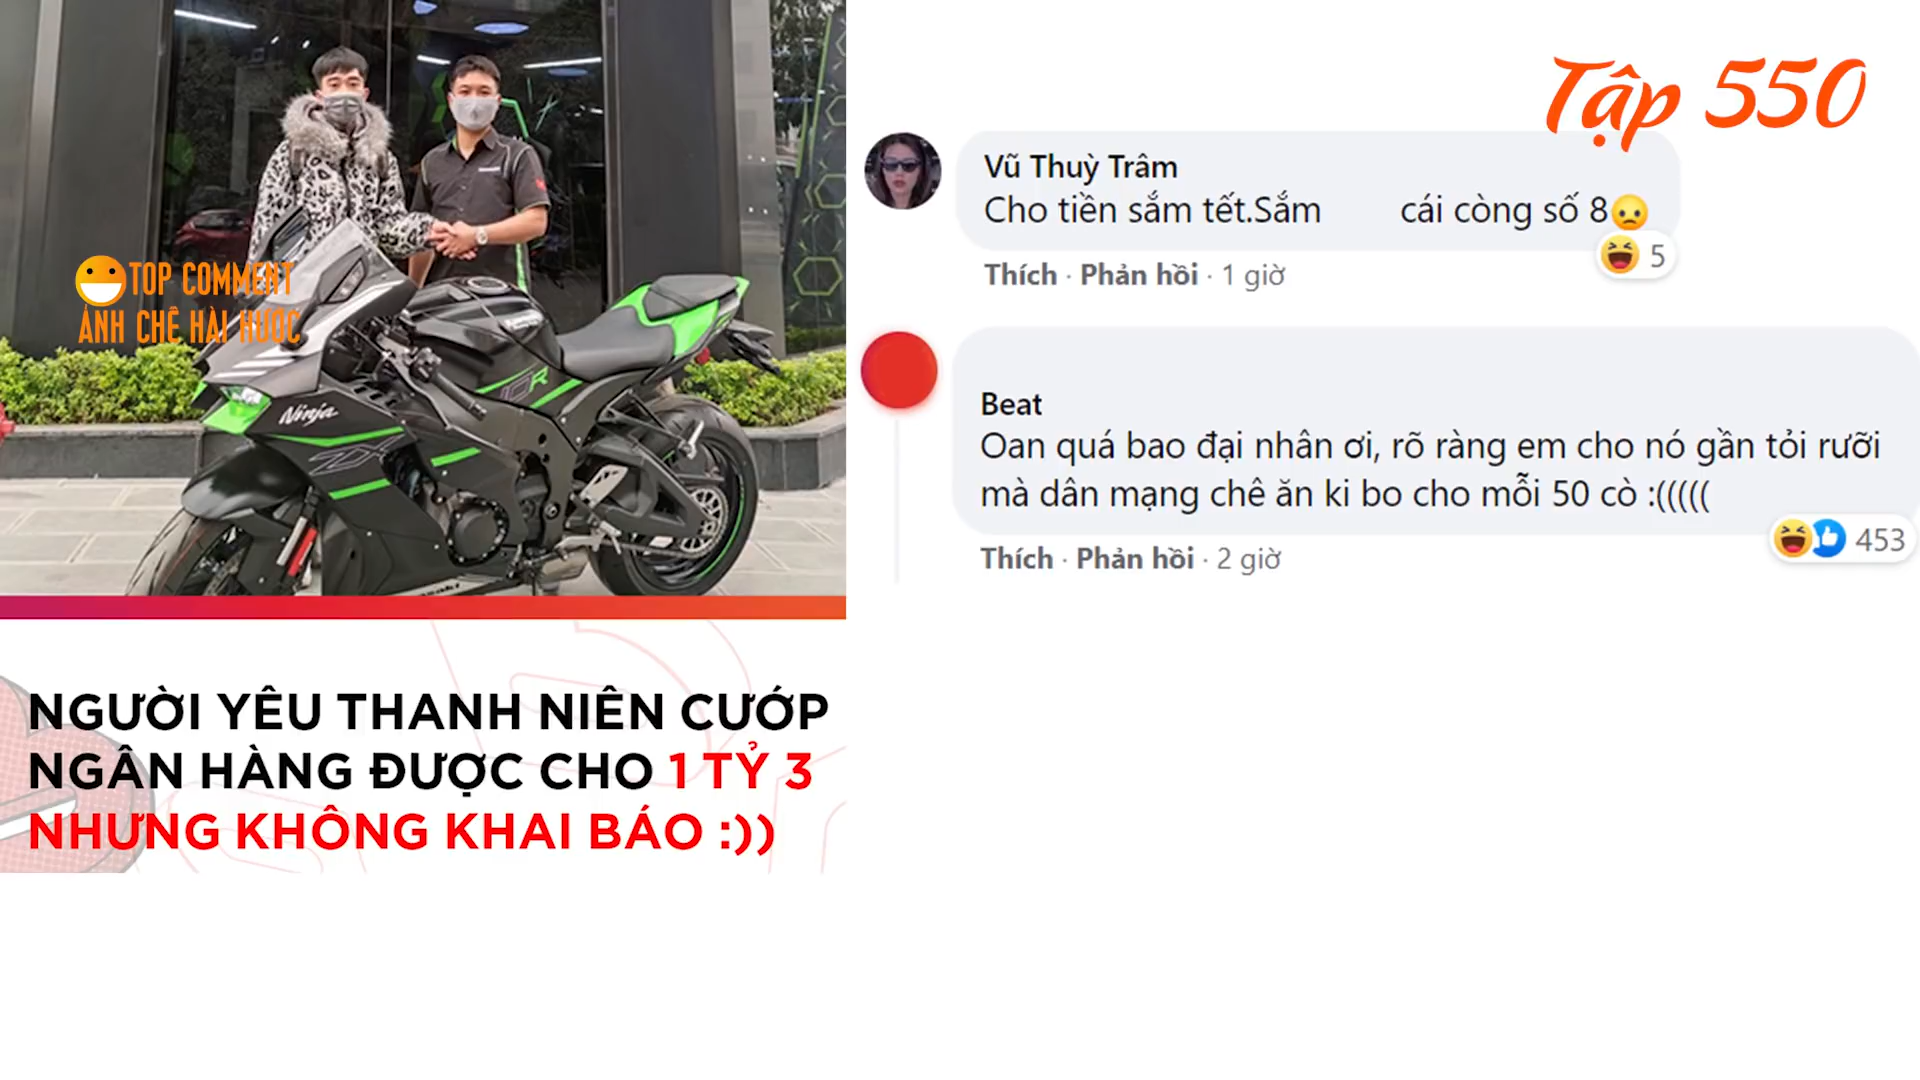 TOP COMMENT
ẢNH CHẾ HÀI HƯỚC
Ninja
ZX
10R
NGƯỜI YÊU THANH NIÊN CƯỚP
NGÂN HÀNG ĐƯỢC CHO 1 TỶ 3
NHƯNG KHÔNG KHAI BÁO :))
Tập 550
Vũ Thuỳ Trâm
Cho tiền sắm tết.Sắm cái còng số 8😞
5
Thích · Phản hồi · 1 giờ
Beat
Oan quá bao đại nhân ơi, rõ ràng em cho nó gần tỏi rưỡi
mà dân mạng chê ăn ki bo cho mỗi 50 cò :(((((
453
Thích · Phản hồi · 2 giờ